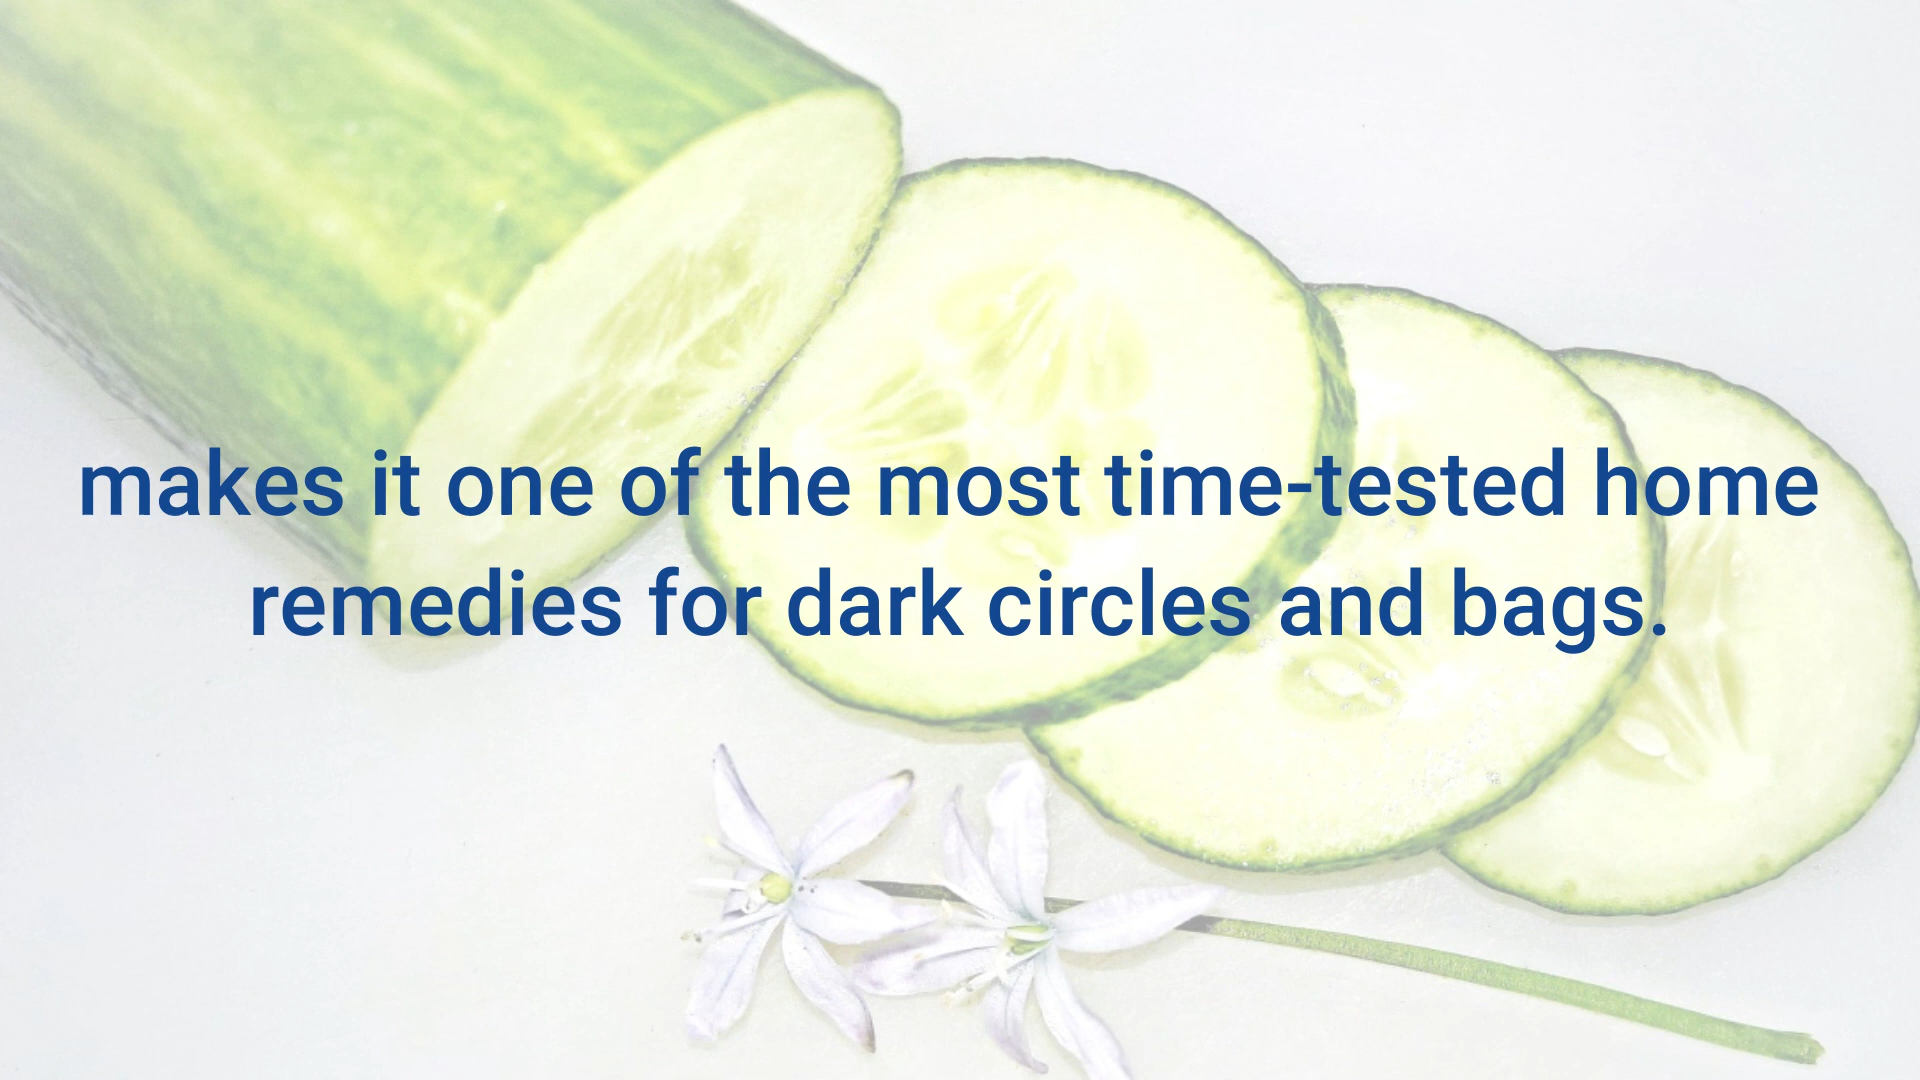 makes it one of the most time-tested home
remedies for dark circles and bags.